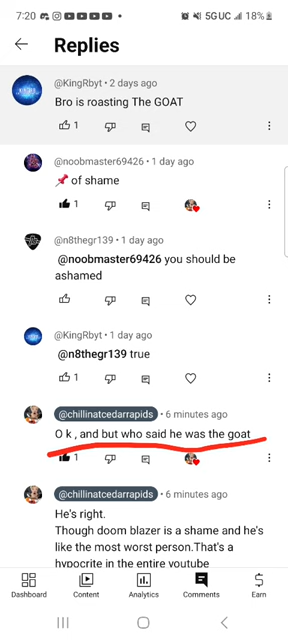 7:20 5G UC 18%
Replies
@KingRbyt • 2 days ago
Bro is roasting The GOAT
1
@noobmaster69426 • 1 day ago
📌 of shame
1
@n8thegr139 • 1 day ago
@noobmaster69426 you should be
ashamed
@KingRbyt • 1 day ago
@n8thegr139 true
1
@chillinatcedarrapids • 6 minutes ago
O k , and but who said he was the goat
1
@chillinatcedarrapids • 6 minutes ago
He's right.
Though doom blazer is a shame and he's
like the most worst person.That's a
hypocrite in the entire youtube
Dashboard Content Analytics Comments Earn